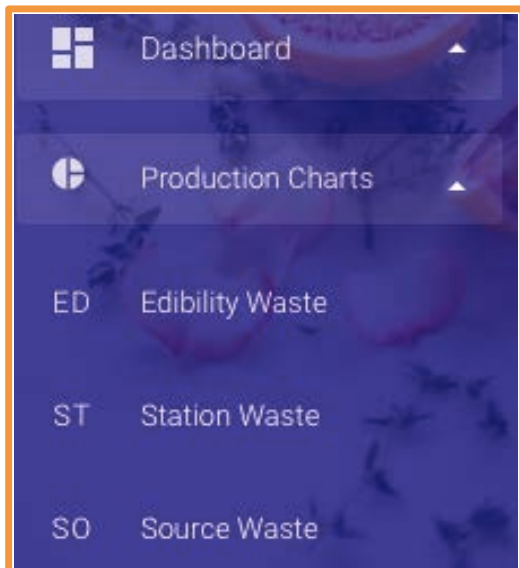 Dashboard
Production Charts
ED Edibility Waste
ST Station Waste
SO Source Waste